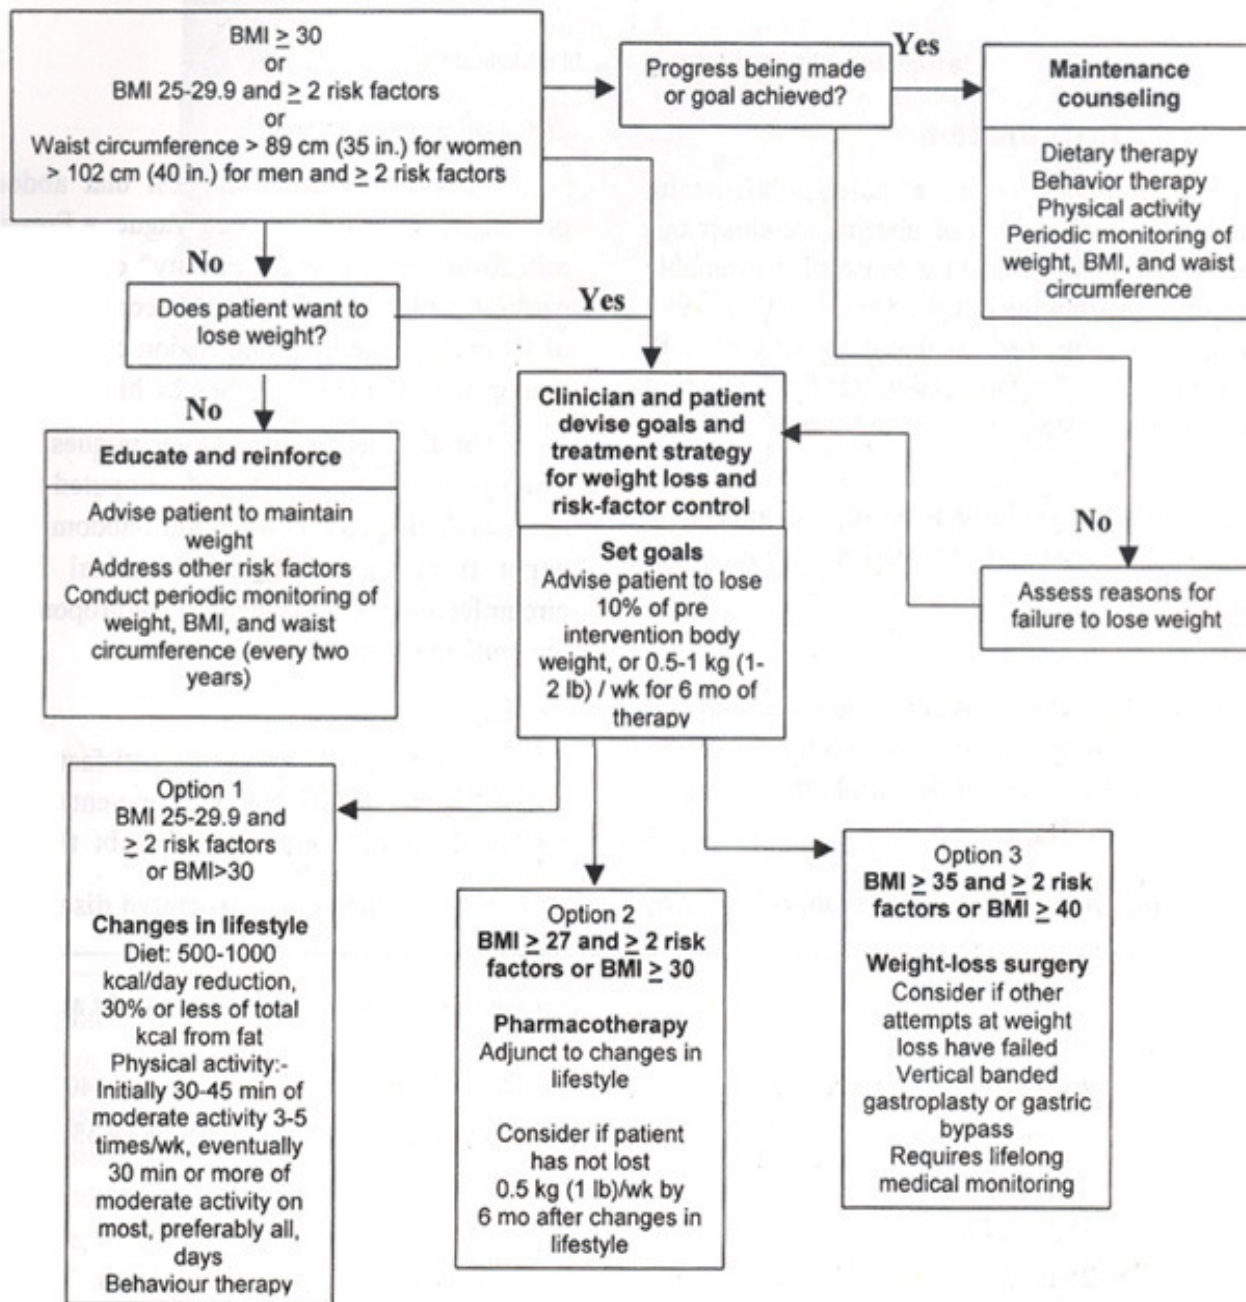 BMI ≥ 30
or
BMI 25-29.9 and ≥ 2 risk factors
or
Waist circumference > 89 cm (35 in.) for women
> 102 cm (40 in.) for men and ≥ 2 risk factors
Progress being made
or goal achieved?
Yes
Maintenance
counseling
Dietary therapy
Behavior therapy
Physical activity
Periodic monitoring of
weight, BMI, and waist
circumference
No
Does patient want to
lose weight?
Yes
No
Educate and reinforce
Advise patient to maintain
weight
Address other risk factors
Conduct periodic monitoring of
weight, BMI, and waist
circumference (every two
years)
Clinician and patient
devise goals and
treatment strategy
for weight loss and
risk-factor control
Set goals
Advise patient to lose
10% of pre
intervention body
weight, or 0.5-1 kg (1-
2 lb) / wk for 6 mo of
therapy
No
Assess reasons for
failure to lose weight
Option 1
BMI 25-29.9 and
≥ 2 risk factors
or BMI>30
Changes in lifestyle
Diet: 500-1000
kcal/day reduction,
30% or less of total
kcal from fat
Physical activity:-
Initially 30-45 min of
moderate activity 3-5
times/wk, eventually
30 min or more of
moderate activity on
most, preferably all,
days
Behaviour therapy
Option 2
BMI ≥ 27 and ≥ 2 risk
factors or BMI ≥ 30
Pharmacotherapy
Adjunct to changes in
lifestyle
Consider if patient
has not lost
0.5 kg (1 lb)/wk by
6 mo after changes in
lifestyle
Option 3
BMI ≥ 35 and ≥ 2 risk
factors or BMI ≥ 40
Weight-loss surgery
Consider if other
attempts at weight
loss have failed
Vertical banded
gastroplasty or gastric
bypass
Requires lifelong
medical monitoring